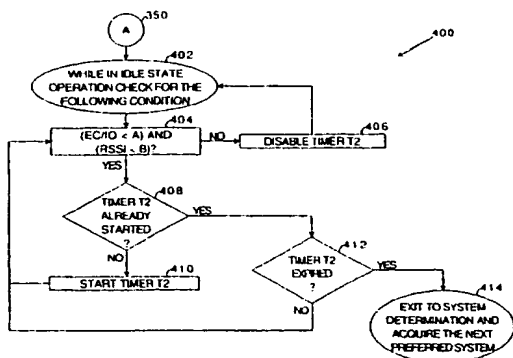 A
350
400
402
WHILE IN IDLE STATE
OPERATION CHECK FOR THE
FOLLOWING CONDITION
404
(EC/IO < A) AND
(RSSI < B)?
NO
406
DISABLE TIMER T2
YES
408
TIMER T2
ALREADY
STARTED
?
YES
NO
410
START TIMER T2
412
TIMER T2
EXPIRED
?
YES
NO
414
EXIT TO SYSTEM
DETERMINATION AND
ACQUIRE THE NEXT
PREFERRED SYSTEM